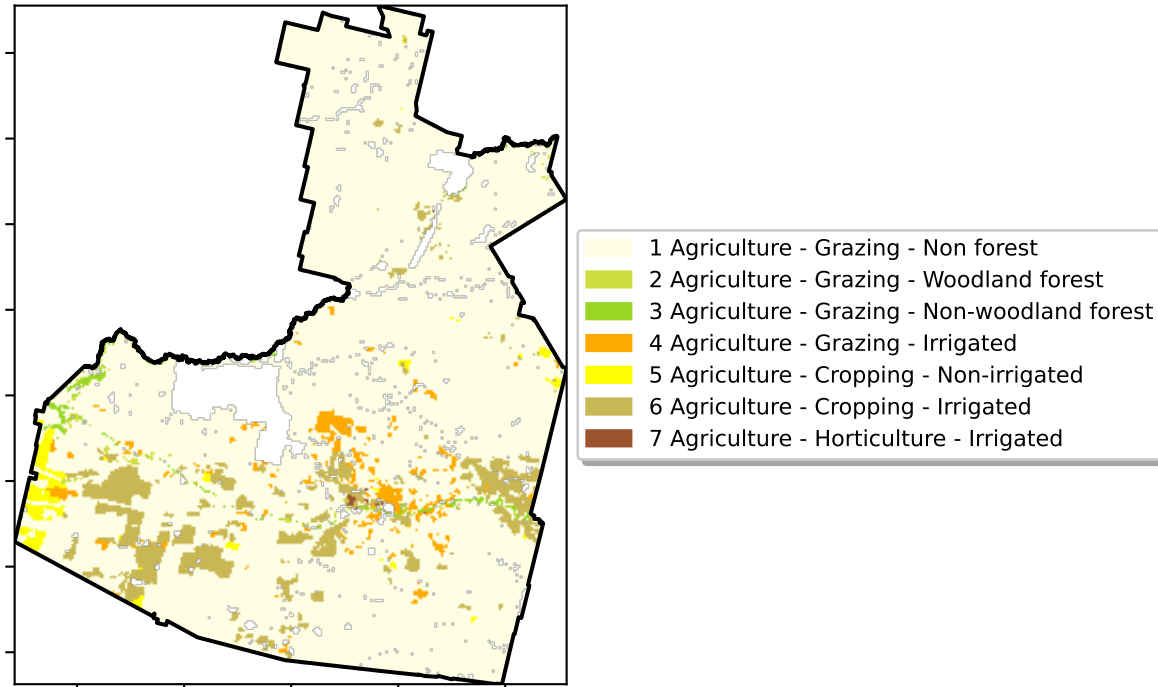 1 Agriculture - Grazing - Non forest
2 Agriculture - Grazing - Woodland forest
3 Agriculture - Grazing - Non-woodland forest
4 Agriculture - Grazing - Irrigated
5 Agriculture - Cropping - Non-irrigated
6 Agriculture - Cropping - Irrigated
7 Agriculture - Horticulture - Irrigated